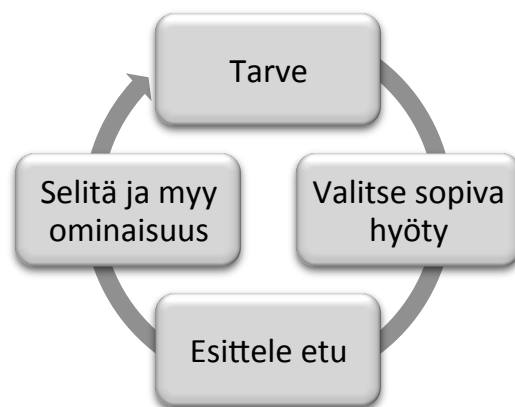 Tarve
Valitse sopiva
hyöty
Esittele etu
Selitä ja myy
ominaisuus